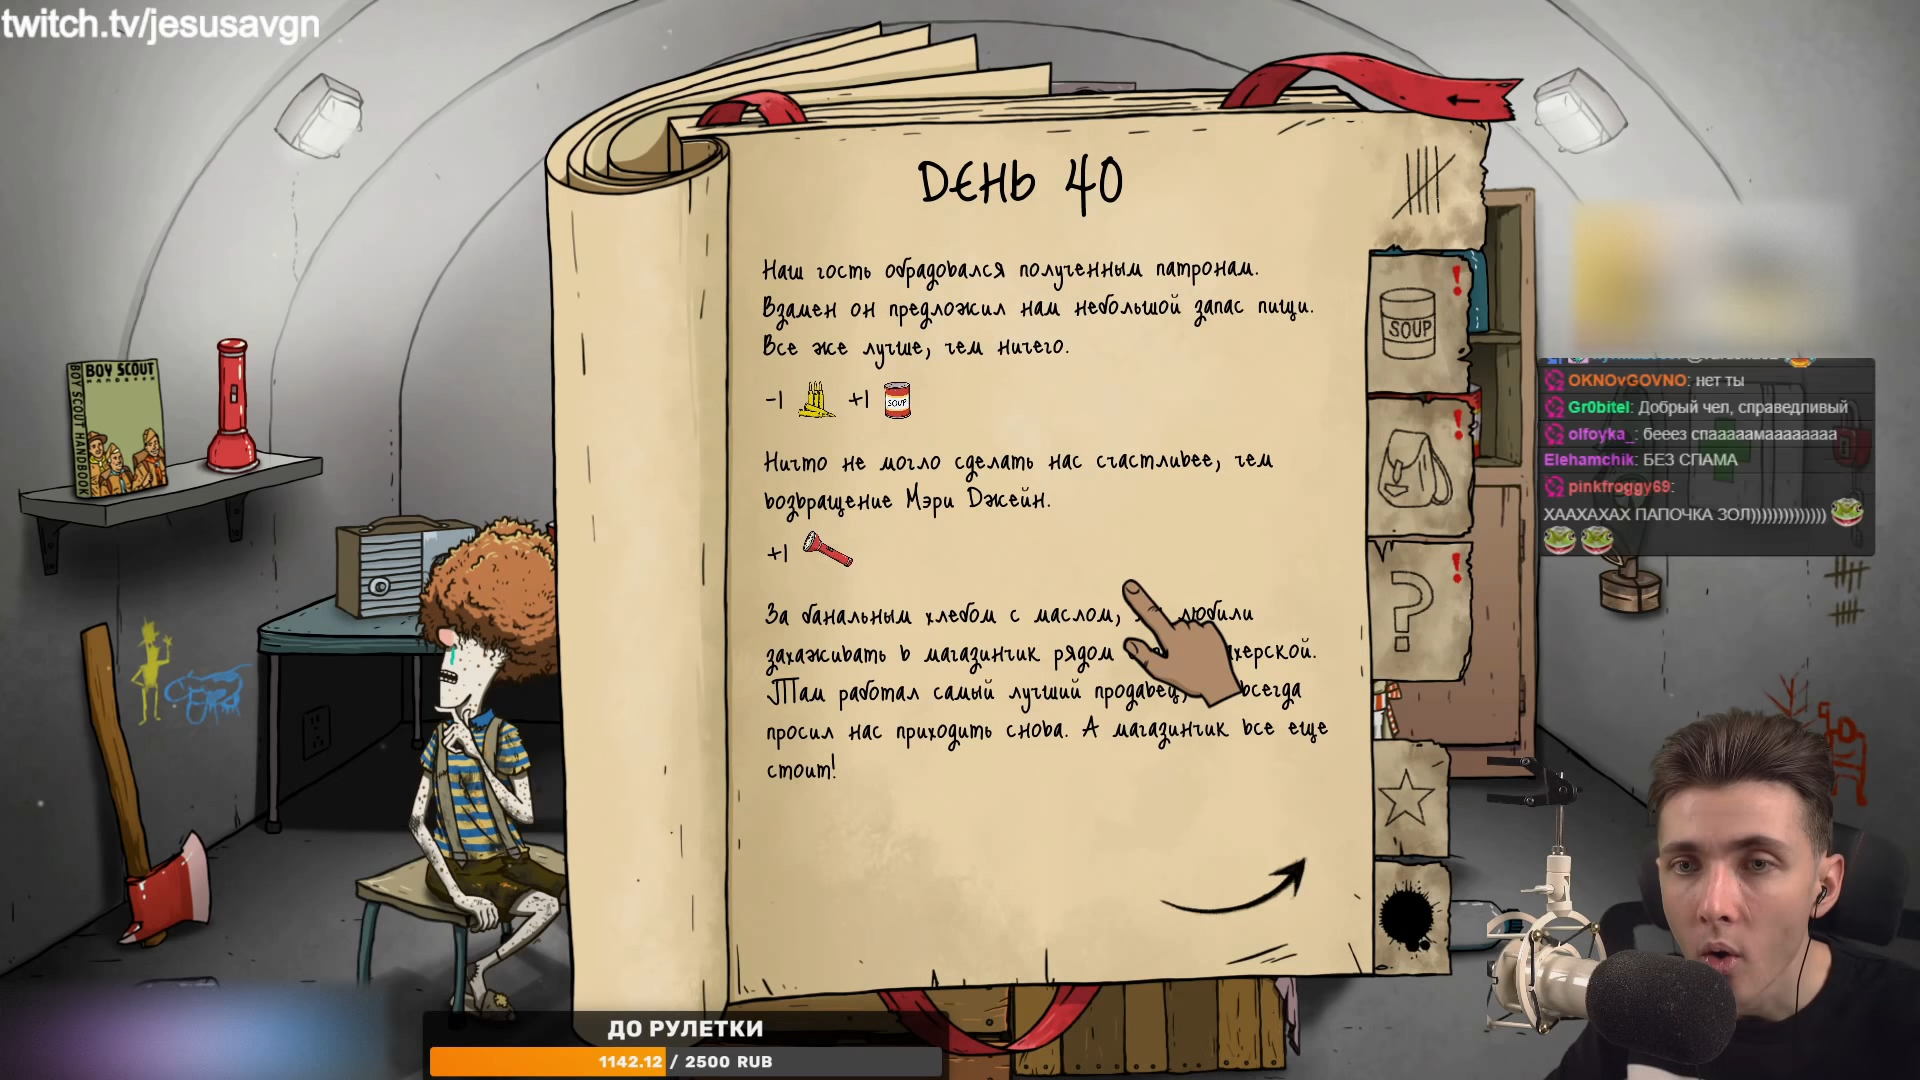 twitch.tv/jesusavgn
ДЕНЬ 40
Наш гость обрадовался полученным патронам.
Взамен он предложил нам небольшой запас пищи.
Все же лучше, чем ничего.
-1 +1 SOUP
Ничто не могло сделать нас счастливее, чем
возвращение Мэри Джейн.
+1
За банальным хлебом с маслом, любили
захаживать в магазинчик рядом
Там работал самый лучший продавец, всегда
просил нас приходить снова. А магазинчик все еще
стоит!
SOUP
!
!
!
?
BOY SCOUT
HANDBOOK
BOY SCOUT HANDBOOK
OKNOvGOVNO: нет ты
Gr0bitel: Добрый чел, справедливый
olfoyka_: бееез спааааамааааааааа
Elehamchik: БЕЗ СПАМА
pinkfroggy69:
ХААХАХАХ ПАПОЧКА ЗОЛ))))))))))))))
ДО РУЛЕТКИ
1142.12 / 2500 RUB